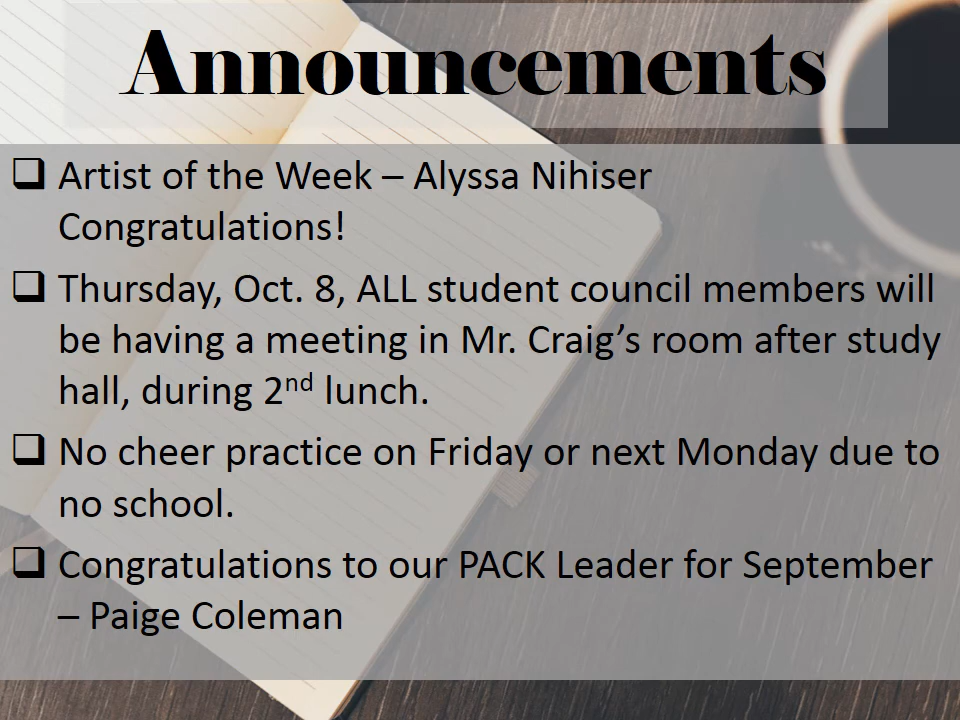 Announcements
❑ Artist of the Week – Alyssa Nihiser
Congratulations!
❑ Thursday, Oct. 8, ALL student council members will
be having a meeting in Mr. Craig’s room after study
hall, during 2nd lunch.
❑ No cheer practice on Friday or next Monday due to
no school.
❑ Congratulations to our PACK Leader for September
– Paige Coleman